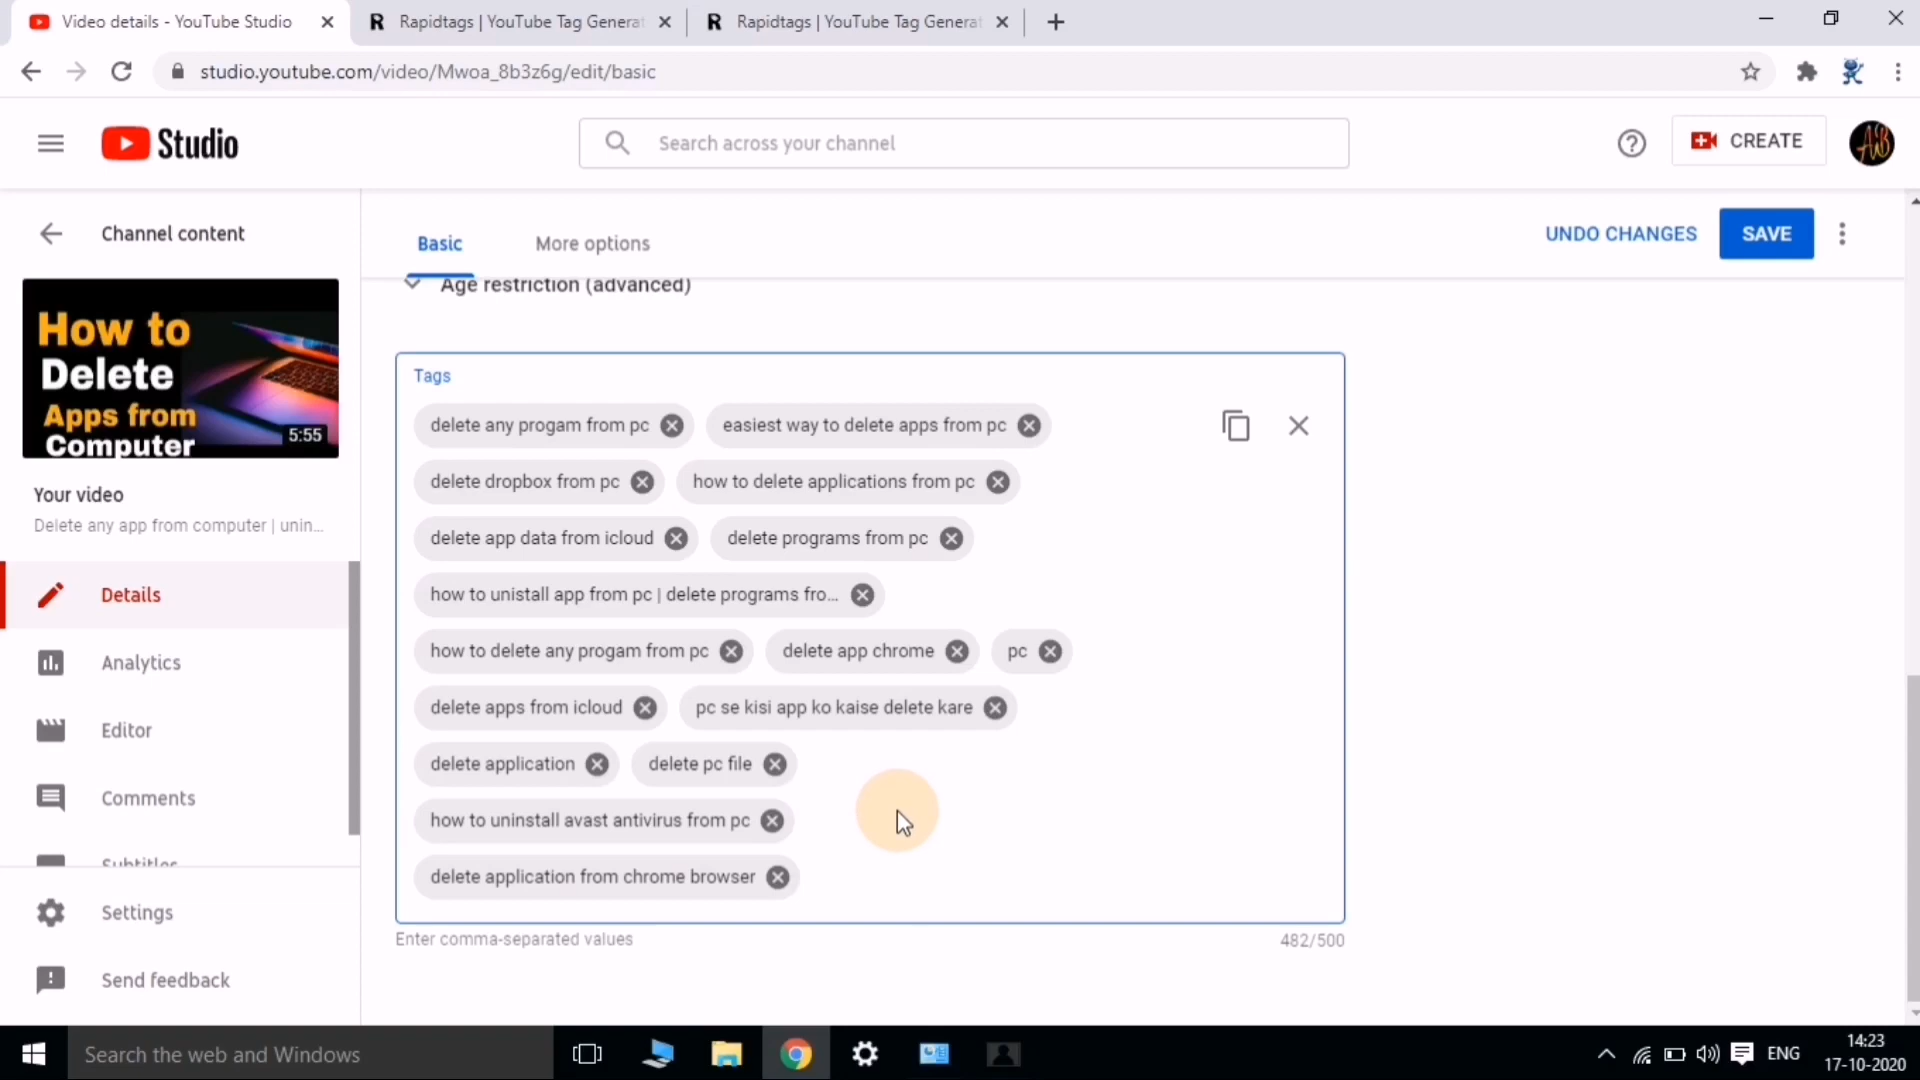 Video details - YouTube Studio
Rapidtags | YouTube Tag Generat
Rapidtags | YouTube Tag Generat
studio.youtube.com/video/Mwoa_8b3z6g/edit/basic
Studio
Search across your channel
CREATE
AB
Channel content
Basic
More options
UNDO CHANGES
SAVE
Age restriction (advanced)
How to
Delete
Apps from
Computer
5:55
Your video
Delete any app from computer | unin...
Details
Analytics
Editor
Comments
Subtitles
Settings
Send feedback
Tags
delete any progam from pc
easiest way to delete apps from pc
delete dropbox from pc
how to delete applications from pc
delete app data from icloud
delete programs from pc
how to unistall app from pc | delete programs fro...
how to delete any progam from pc
delete app chrome
pc
delete apps from icloud
pc se kisi app ko kaise delete kare
delete application
delete pc file
how to uninstall avast antivirus from pc
delete application from chrome browser
Enter comma-separated values
482/500
Search the web and Windows
ENG
14:23
17-10-2020